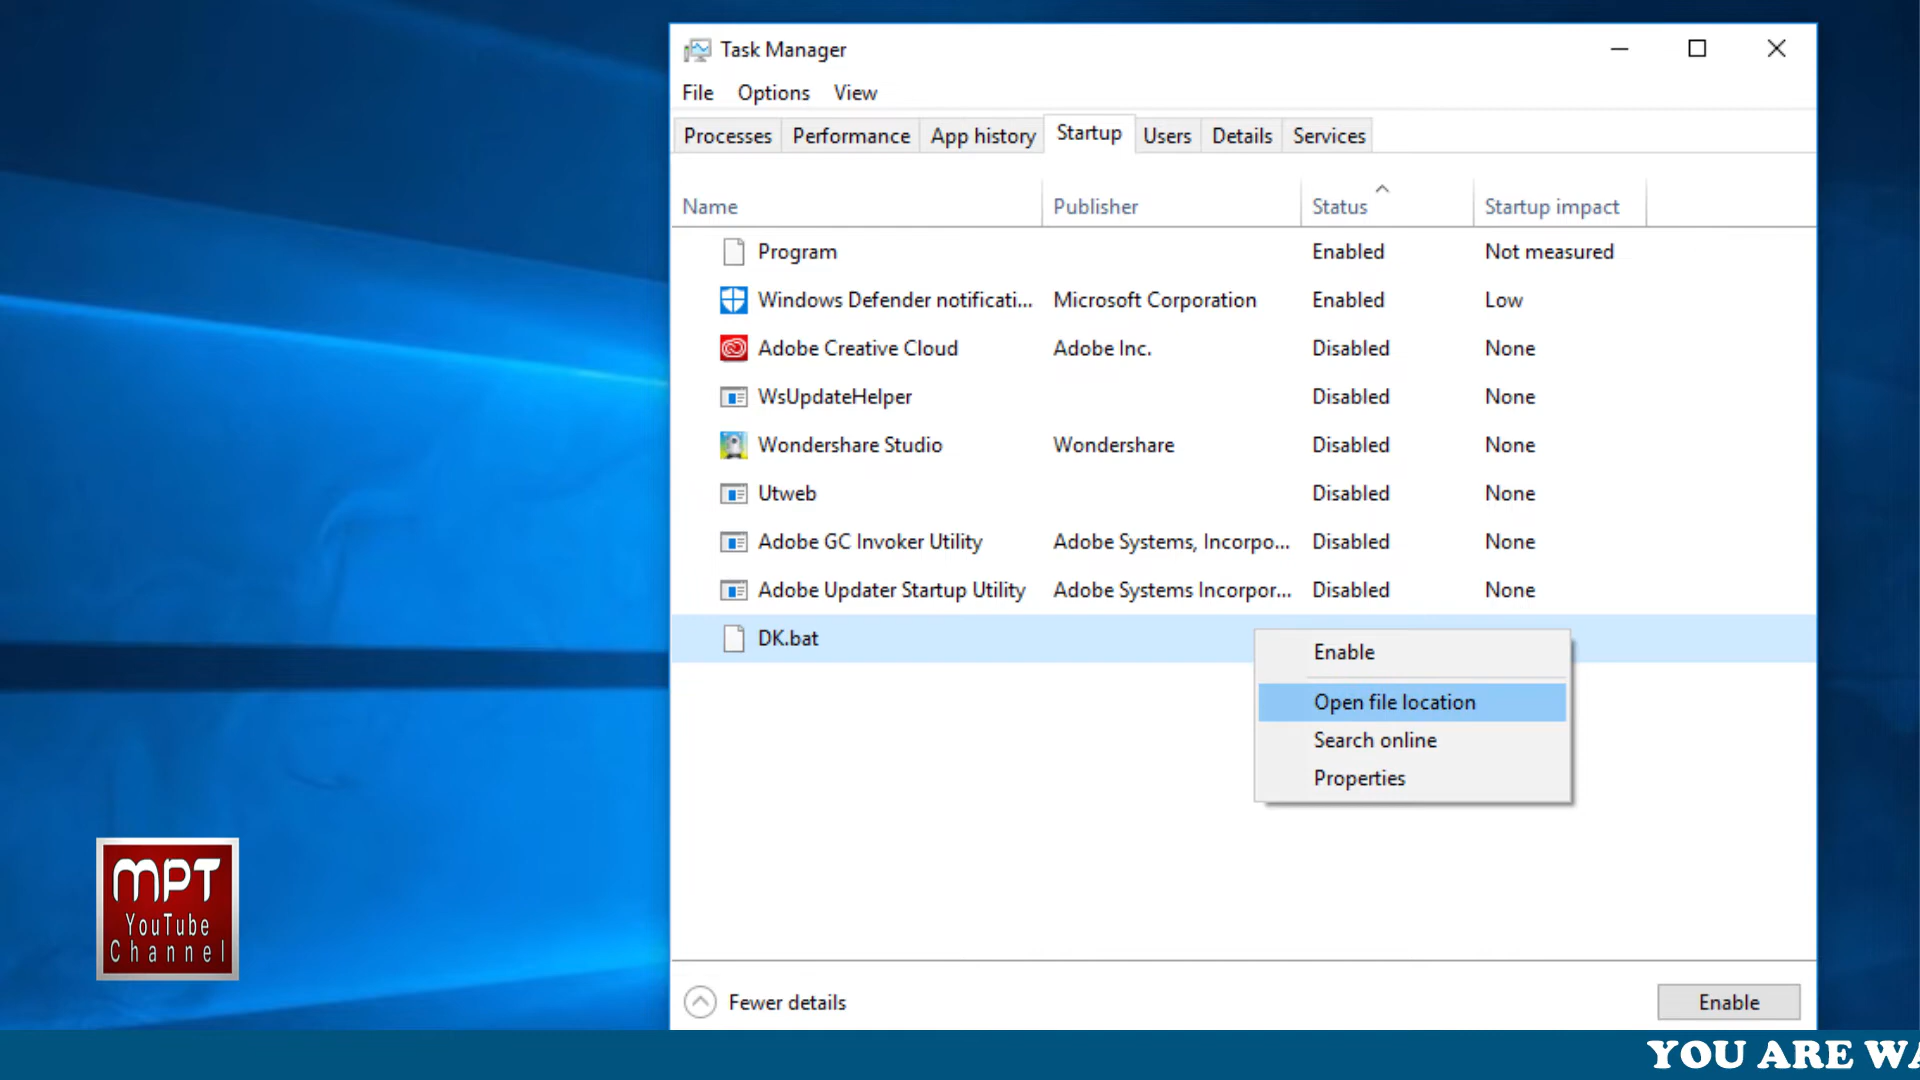 Task Manager
File Options View
Processes Performance App history Startup Users Details Services
Name Publisher Status Startup impact
Program Enabled Not measured
Windows Defender notificati... Microsoft Corporation Enabled Low
Adobe Creative Cloud Adobe Inc. Disabled None
WsUpdateHelper Disabled None
Wondershare Studio Wondershare Disabled None
Utweb Disabled None
Adobe GC Invoker Utility Adobe Systems, Incorpo... Disabled None
Adobe Updater Startup Utility Adobe Systems Incorpor... Disabled None
DK.bat
Enable
Open file location
Search online
Properties
MPT
YouTube
Channel
Fewer details Enable
YOU ARE WA